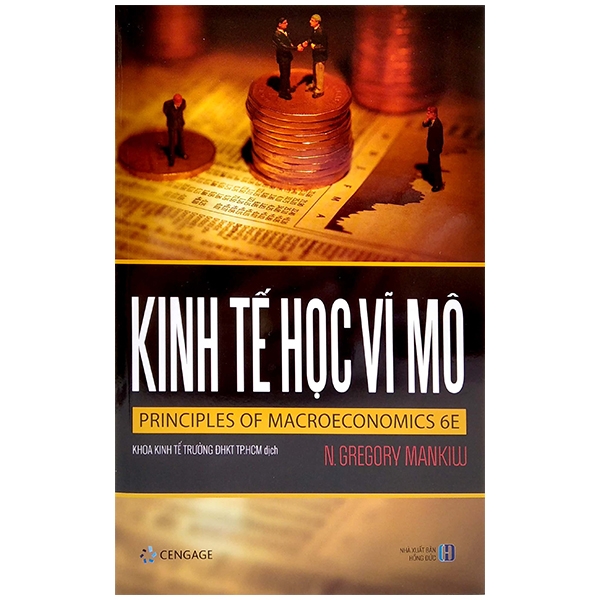 KINH TẾ HỌC VĨ MÔ
PRINCIPLES OF MACROECONOMICS 6E
KHOA KINH TẾ TRƯỜNG ĐHKT TP.HCM dịch
N. GREGORY MANKIW
CENGAGE
NHÀ XUẤT BẢN
HỒNG ĐỨC